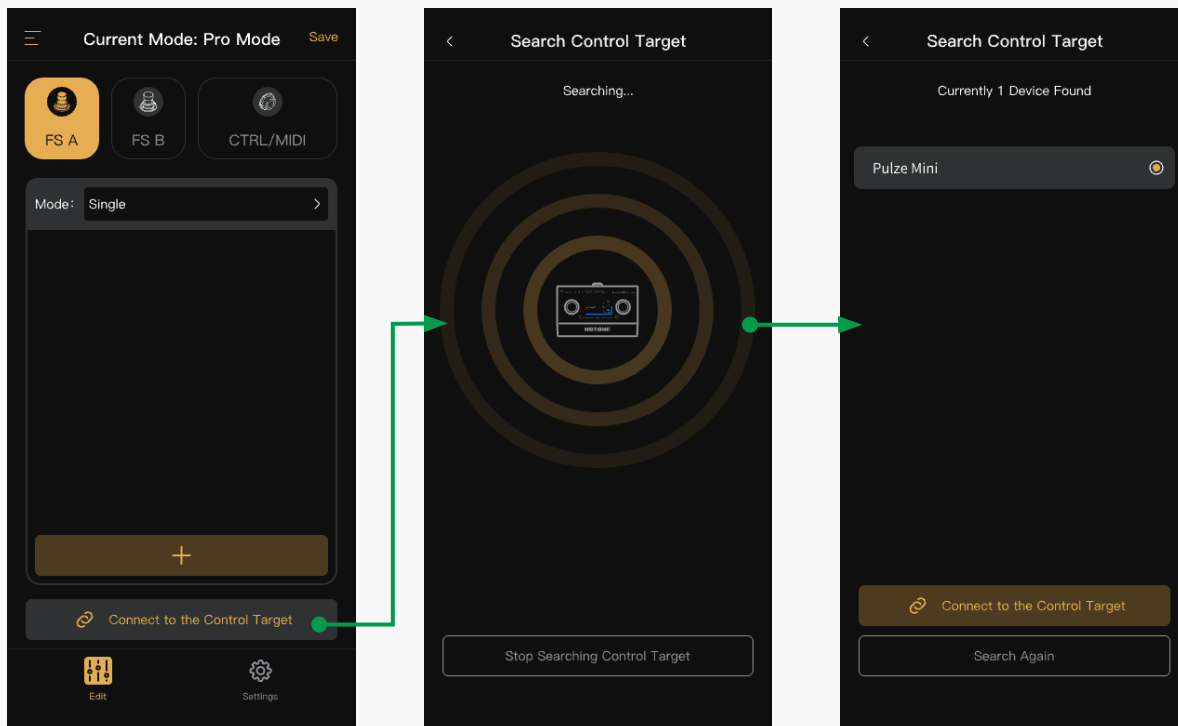 Current Mode: Pro Mode
Save
FS A
FS B
CTRL/MIDI
Mode:
Single
Connect to the Control Target
Edit
Settings
Search Control Target
Searching...
Stop Searching Control Target
Search Control Target
Currently 1 Device Found
Pulze Mini
Connect to the Control Target
Search Again